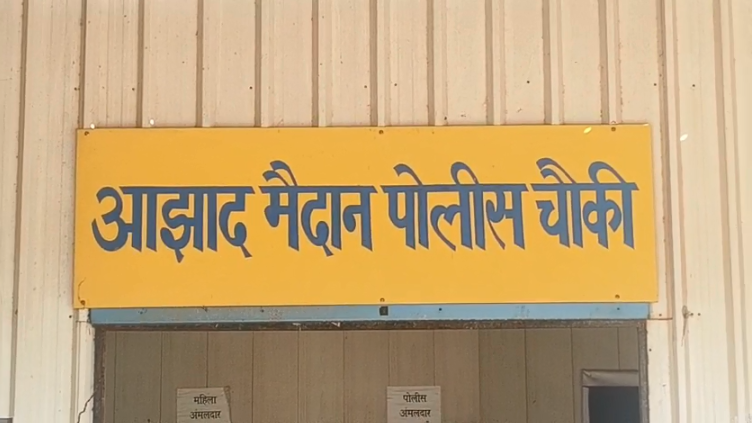 आझाद मैदान पोलीस चौकी
महिला
अंमलदार
पोलीस
अंमलदार